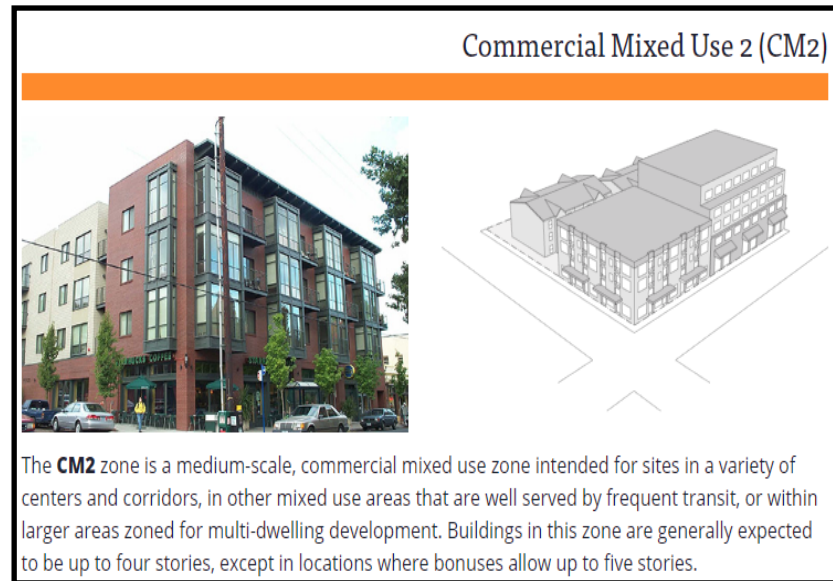 Commercial Mixed Use 2 (CM2)
STARBUCKS COFFEE
The CM2 zone is a medium-scale, commercial mixed use zone intended for sites in a variety of
centers and corridors, in other mixed use areas that are well served by frequent transit, or within
larger areas zoned for multi-dwelling development. Buildings in this zone are generally expected
to be up to four stories, except in locations where bonuses allow up to five stories.